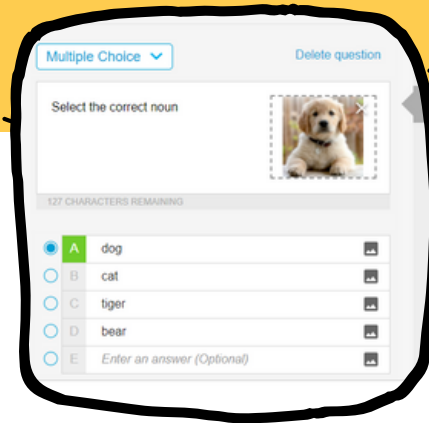 Multiple Choice Delete question
Select the correct noun
127 CHARACTERS REMAINING
A dog
B cat
C tiger
D bear
E Enter an answer (Optional)